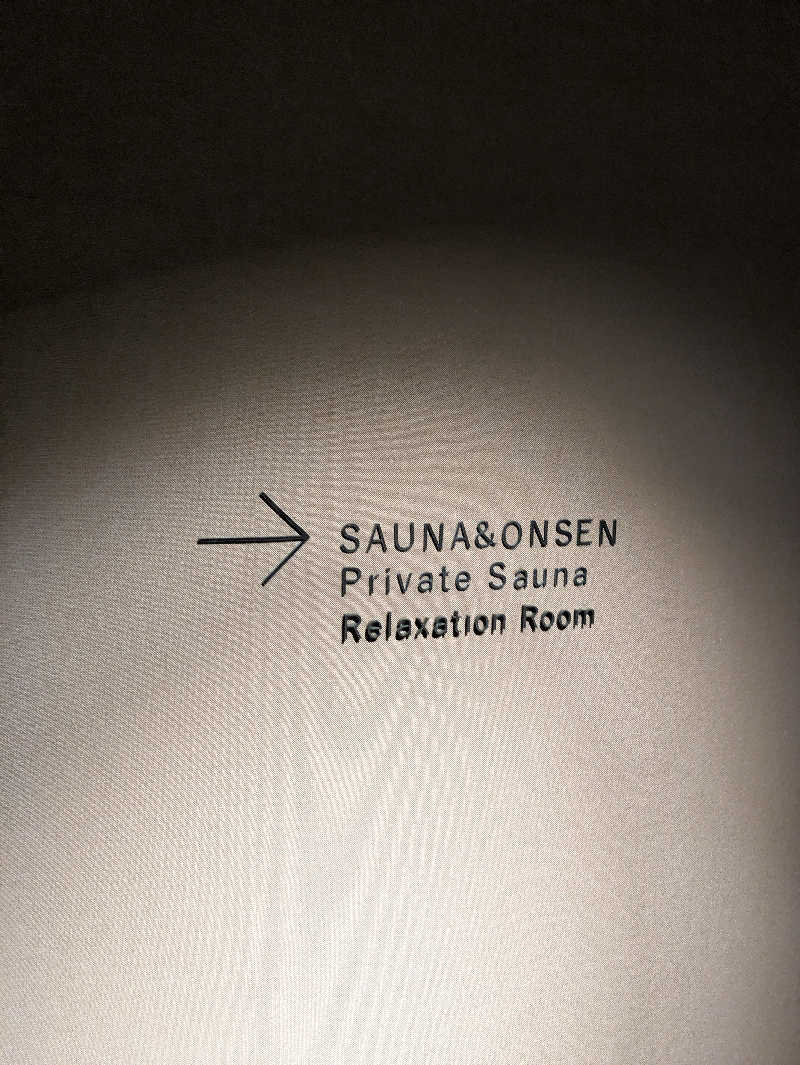 SAUNA&ONSEN
Private Sauna
Relaxation Room